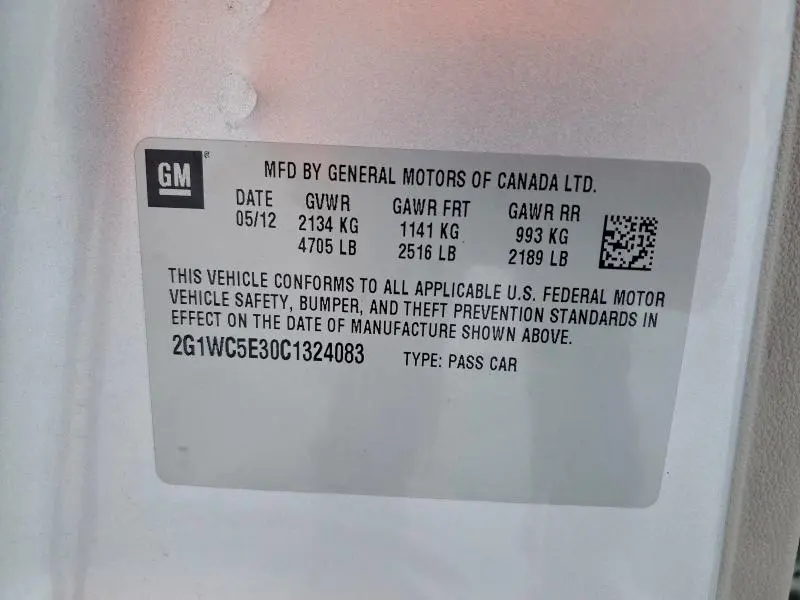 GM ®
MFD BY GENERAL MOTORS OF CANADA LTD.
DATE GVWR GAWR FRT GAWR RR
05/12 2134 KG 1141 KG 993 KG
4705 LB 2516 LB 2189 LB
THIS VEHICLE CONFORMS TO ALL APPLICABLE U.S. FEDERAL MOTOR
VEHICLE SAFETY, BUMPER, AND THEFT PREVENTION STANDARDS IN
EFFECT ON THE DATE OF MANUFACTURE SHOWN ABOVE.
2G1WC5E30C1324083 TYPE: PASS CAR